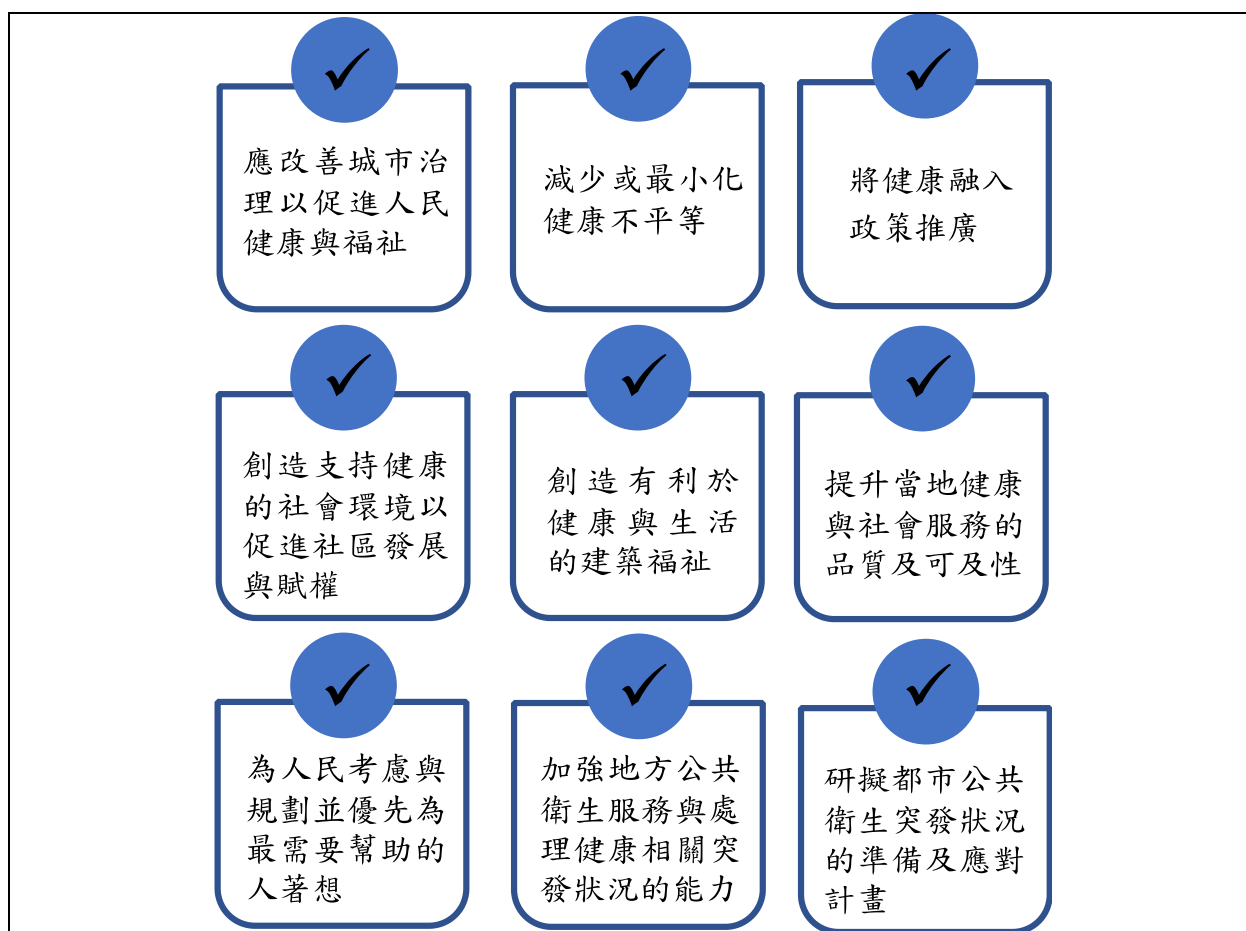 應改善城市治
理以促進人民
健康與福祉
減少或最小化
健康不平等
將健康融入
政策推廣
創造支持健康
的社會環境以
促進社區發展
與賦權
創造有利於
健康與生活
的建築福祉
提升當地健康
與社會服務的
品質及可及性
為人民考慮與
規劃並優先為
最需要幫助的
人著想
加強地方公共
衛生服務與處
理健康相關突
發狀況的能力
研擬都市公共
衛生突發狀況
的準備及應對
計畫